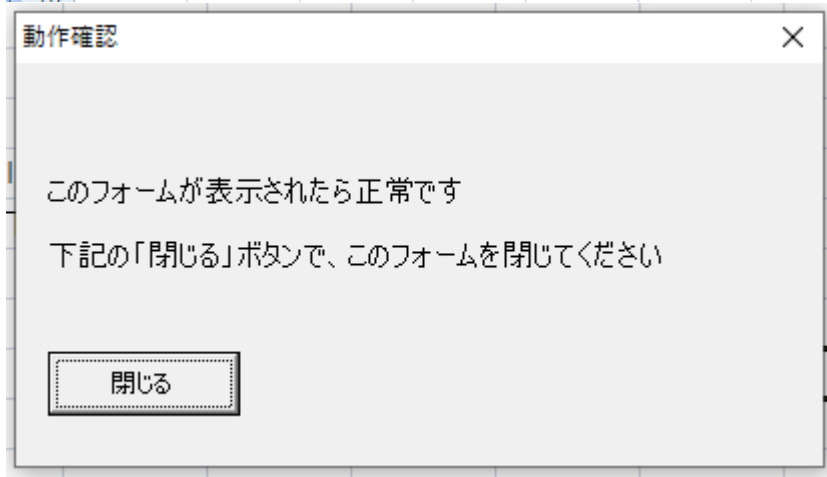 動作確認
このフォームが表示されたら正常です
下記の「閉じる」ボタンで、このフォームを閉じてください
閉じる